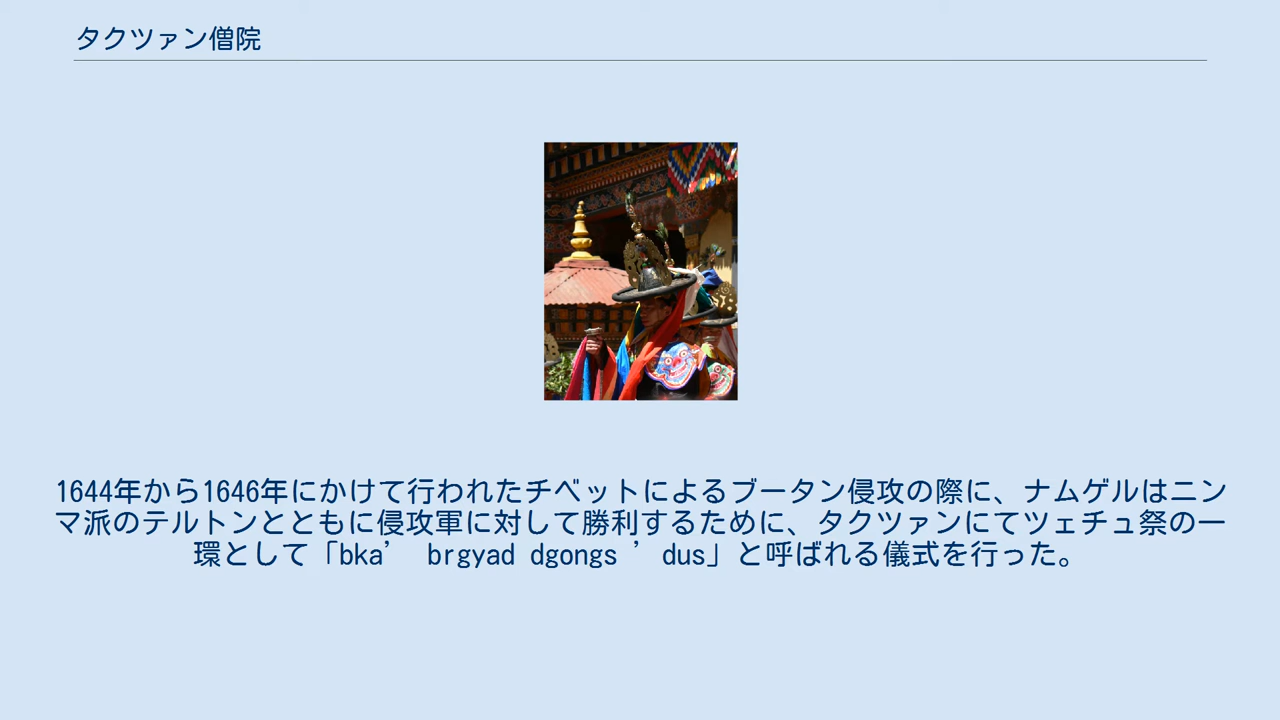 タクツァン僧院
1644年から1646年にかけて行われたチベットによるブータン侵攻の際に、ナムゲルはニン
マ派のテルトンとともに侵攻軍に対して勝利するために、タクツァンにてツェチュ祭の一
環として「bka’ brgyad dgongs ’dus」と呼ばれる儀式を行った。